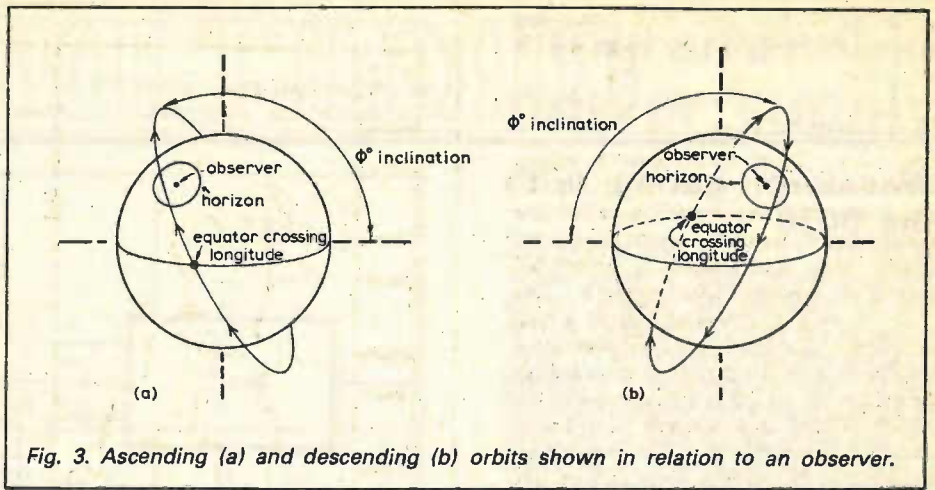 Φ° inclination
observer
horizon
equator crossing
longitude
(a)
Φ° inclination
observer
horizon
equator
crossing
longitude
(b)
Fig. 3. Ascending (a) and descending (b) orbits shown in relation to an observer.